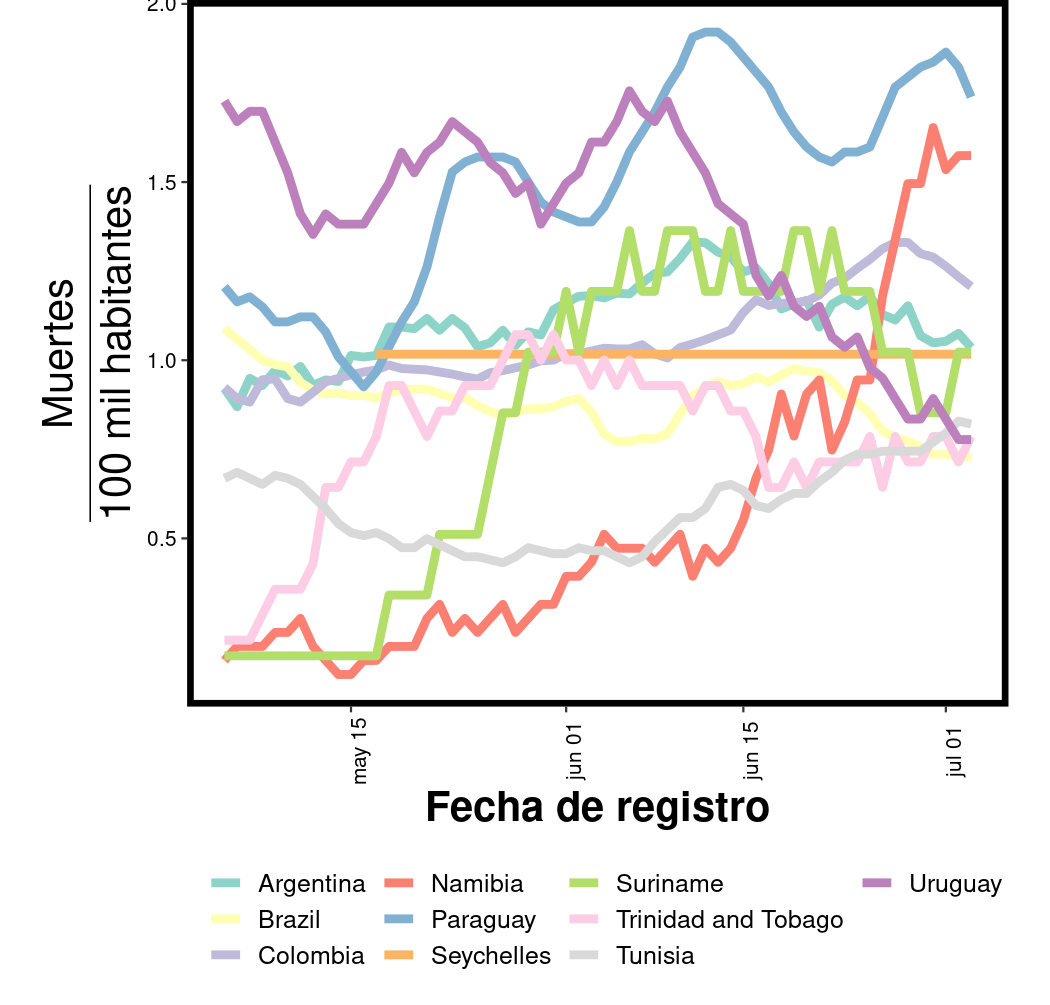 2.0
1.5
1.0
0.5
Muertes
100 mil habitantes
may 15
jun 01
jun 15
jul 01
Fecha de registro
Argentina Namibia Suriname Uruguay
Brazil Paraguay Trinidad and Tobago
Colombia Seychelles Tunisia